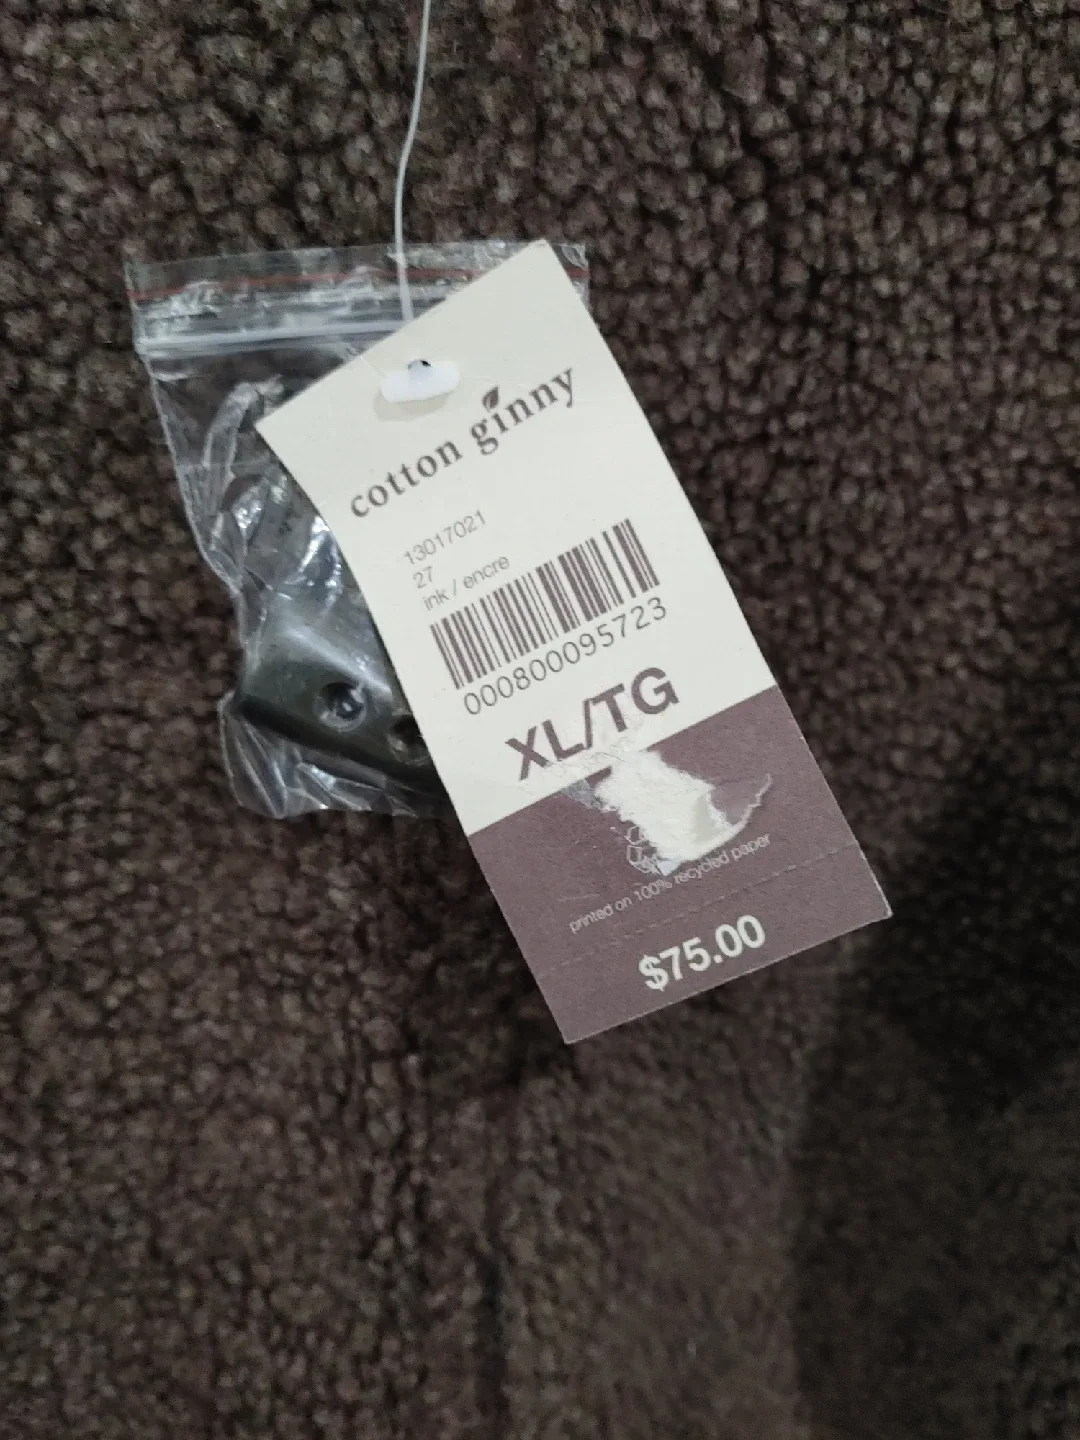 cotton ginny
13017021
27
ink / encre
000800095723
XL/TG
printed on 100% recycled paper
$75.00